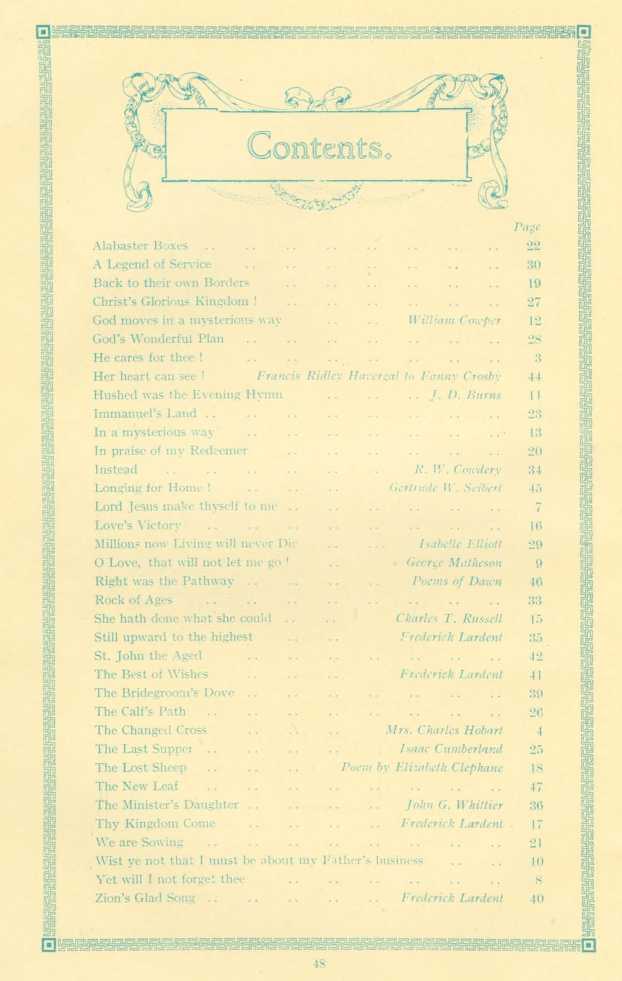 Contents.
Page
Alabaster Boxes .. .. .. .. .. .. .. .. 22
A Legend of Service .. .. .. .. .. .. .. 30
Back to their own Borders .. .. .. .. .. .. 19
Christ's Glorious Kingdom ! .. .. .. .. .. .. 27
God moves in a mysterious way .. .. William Cowper 12
God's Wonderful Plan .. .. .. .. .. .. .. 28
He cares for thee ! .. .. .. .. .. .. .. 3
Her heart can see ! Francis Ridley Havergal to Fanny Crosby 44
Hushed was the Evening Hymn .. .. .. J. D. Burns 11
Immanuel's Land .. .. .. .. .. .. .. .. 23
In a mysterious way .. .. .. .. .. .. .. 13
In praise of my Redeemer .. .. .. .. .. .. 20
Instead .. .. .. .. .. .. R. W. Cowdery 34
Longing for Home ! .. .. .. .. Gertrude W. Seibert 45
Lord Jesus make thyself to me .. .. .. .. .. .. 7
Love's Victory .. .. .. .. .. .. .. .. 16
Millions now Living will never Die .. .. Isabelle Elliott 29
O Love, that will not let me go ! .. .. George Matheson 9
Right was the Pathway .. .. .. .. Poems of Dawn 46
Rock of Ages .. .. .. .. .. .. .. .. 33
She hath done what she could .. .. Charles T. Russell 15
Still upward to the highest .. .. Frederick Lardent 35
St. John the Aged .. .. .. .. .. .. .. 42
The Best of Wishes .. .. .. .. Frederick Lardent 41
The Bridegroom's Dove .. .. .. .. .. .. .. 39
The Calf's Path .. .. .. .. .. .. .. .. 26
The Changed Cross .. .. .. Mrs. Charles Hobart 4
The Last Supper .. .. .. .. Isaac Cumberland 25
The Lost Sheep .. .. .. Poem by Elizabeth Clephane 18
The New Leaf .. .. .. .. .. .. .. .. 47
The Minister's Daughter .. .. .. .. John G. Whittier 36
Thy Kingdom Come .. .. .. .. Frederick Lardent 17
We are Sowing .. .. .. .. .. .. .. .. 21
Wist ye not that I must be about my Father's business .. .. 10
Yet will I not forget thee .. .. .. .. .. .. 8
Zion's Glad Song .. .. .. .. .. Frederick Lardent 40
48